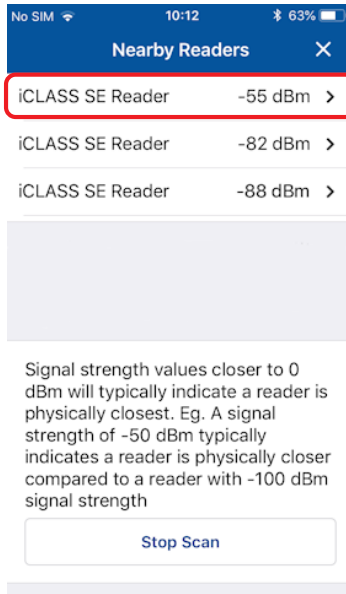 No SIM 10:12 63%
Nearby Readers
iCLASS SE Reader -55 dBm
iCLASS SE Reader -82 dBm
iCLASS SE Reader -88 dBm
Signal strength values closer to 0
dBm will typically indicate a reader is
physically closest. Eg. A signal
strength of -50 dBm typically
indicates a reader is physically closer
compared to a reader with -100 dBm
signal strength
Stop Scan